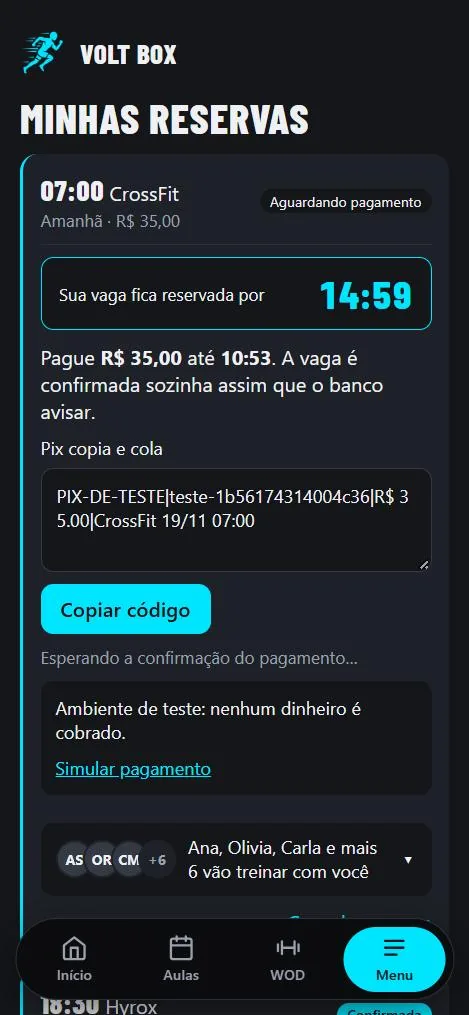 VOLT BOX
MINHAS RESERVAS
07:00 CrossFit
Aguardando pagamento
Amanhã · R$ 35,00
Sua vaga fica reservada por
14:59
Pague R$ 35,00 até 10:53. A vaga é
confirmada sozinha assim que o banco
avisar.
Pix copia e cola
PIX-DE-TESTE|teste-1b56174314004c36|R$ 3
5.00|CrossFit 19/11 07:00
Copiar código
Esperando a confirmação do pagamento...
Ambiente de teste: nenhum dinheiro é
cobrado.
Simular pagamento
AS OR CM +6
Ana, Olivia, Carla e mais
6 vão treinar com você
Início
Aulas
WOD
Menu
18:30 Hyrox
Confirmada